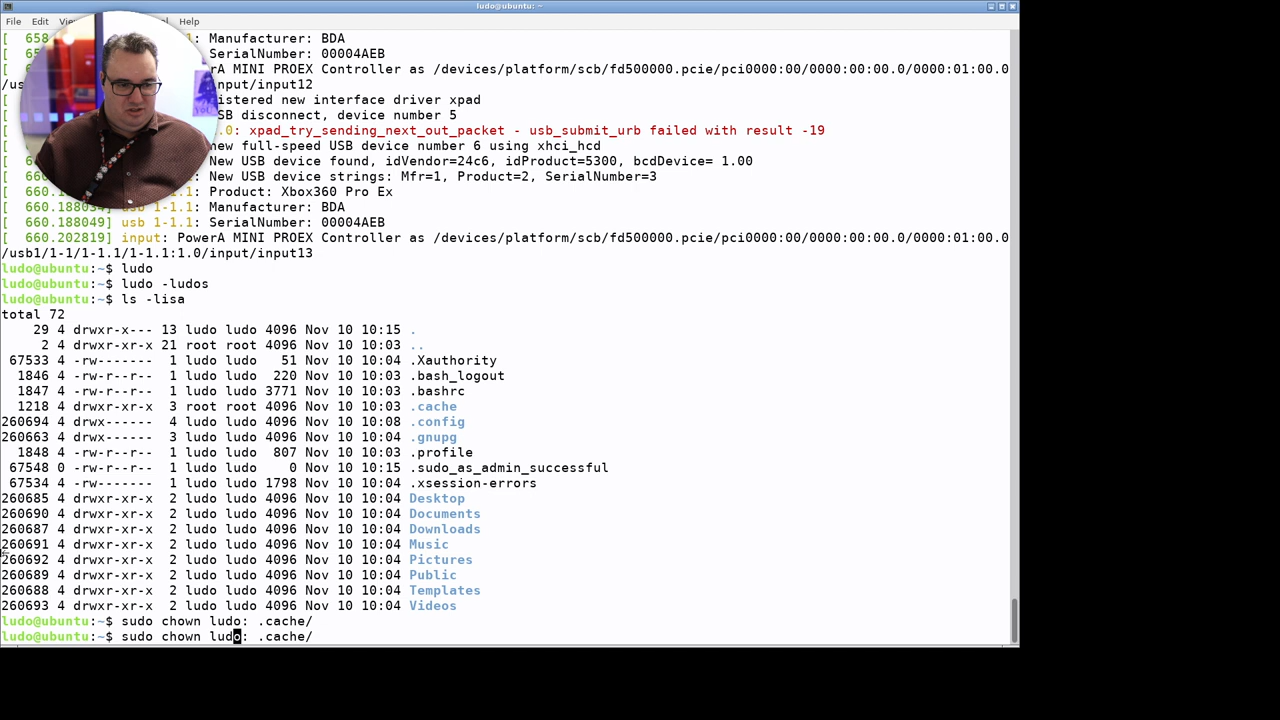 ludo@ubuntu: ~
File Edit Help
[ 658 1: Manufacturer: BDA
SerialNumber: 00004AEB
A MINI PROEX Controller as /devices/platform/scb/fd500000.pcie/pci0000:00/0000:00:00.0/0000:01:00.0
input12
istered new interface driver xpad
SB disconnect, device number 5
.0: xpad_try_sending_next_out_packet - usb_submit_urb failed with result -19
new full-speed USB device number 6 using xhci_hcd
New USB device found, idVendor=24c6, idProduct=5300, bcdDevice= 1.00
New USB device strings: Mfr=1, Product=2, SerialNumber=3
[ 660. 1.1: Product: Xbox360 Pro Ex
[ usb 1-1.1: Manufacturer: BDA
[ 660.188049] usb 1-1.1: SerialNumber: 00004AEB
[ 660.202819] input: PowerA MINI PROEX Controller as /devices/platform/scb/fd500000.pcie/pci0000:00/0000:00:00.0/0000:01:00.0
/usb1/1-1/1-1.1/1-1.1:1.0/input/input13
ludo@ubuntu:~$ ludo
ludo@ubuntu:~$ ludo -ludos
ludo@ubuntu:~$ ls -lisa
total 72
29 4 drwxr-x--- 13 ludo ludo 4096 Nov 10 10:15 .
2 4 drwxr-xr-x 21 root root 4096 Nov 10 10:03 ..
67533 4 -rw------- 1 ludo ludo 51 Nov 10 10:04 .Xauthority
1846 4 -rw-r--r-- 1 ludo ludo 220 Nov 10 10:03 .bash_logout
1847 4 -rw-r--r-- 1 ludo ludo 3771 Nov 10 10:03 .bashrc
1218 4 drwxr-xr-x 3 root root 4096 Nov 10 10:03 .cache
260694 4 drwx------ 4 ludo ludo 4096 Nov 10 10:08 .config
260663 4 drwx------ 3 ludo ludo 4096 Nov 10 10:04 .gnupg
1848 4 -rw-r--r-- 1 ludo ludo 807 Nov 10 10:03 .profile
67548 0 -rw-r--r-- 1 ludo ludo 0 Nov 10 10:15 .sudo_as_admin_successful
67534 4 -rw------- 1 ludo ludo 1798 Nov 10 10:04 .xsession-errors
260685 4 drwxr-xr-x 2 ludo ludo 4096 Nov 10 10:04 Desktop
260690 4 drwxr-xr-x 2 ludo ludo 4096 Nov 10 10:04 Documents
260687 4 drwxr-xr-x 2 ludo ludo 4096 Nov 10 10:04 Downloads
260691 4 drwxr-xr-x 2 ludo ludo 4096 Nov 10 10:04 Music
260692 4 drwxr-xr-x 2 ludo ludo 4096 Nov 10 10:04 Pictures
260689 4 drwxr-xr-x 2 ludo ludo 4096 Nov 10 10:04 Public
260688 4 drwxr-xr-x 2 ludo ludo 4096 Nov 10 10:04 Templates
260693 4 drwxr-xr-x 2 ludo ludo 4096 Nov 10 10:04 Videos
ludo@ubuntu:~$ sudo chown ludo: .cache/
ludo@ubuntu:~$ sudo chown ludo: .cache/